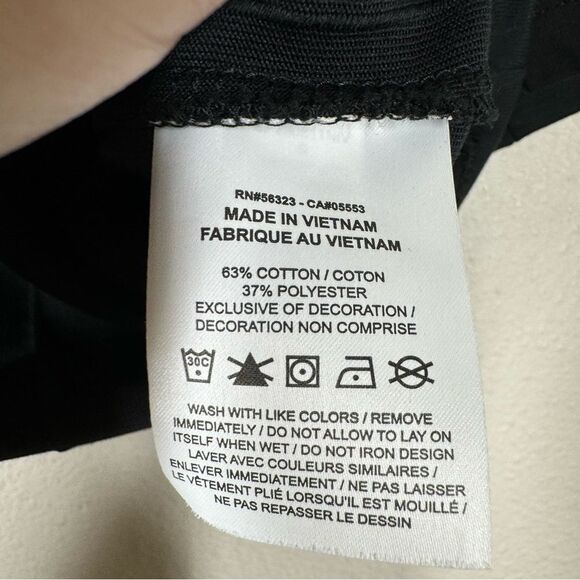 RN#56323 - CA#05553
MADE IN VIETNAM
FABRIQUE AU VIETNAM
63% COTTON / COTON
37% POLYESTER
EXCLUSIVE OF DECORATION /
DECORATION NON COMPRISE
30C
WASH WITH LIKE COLORS / REMOVE
IMMEDIATELY / DO NOT ALLOW TO LAY ON
ITSELF WHEN WET / DO NOT IRON DESIGN
LAVER AVEC COULEURS SIMILAIRES /
ENLEVER IMMEDIATEMENT / NE PAS LAISSER
LE VÊTEMENT PLIÉ LORSQU'IL EST MOUILLÉ /
NE PAS REPASSER LE DESSIN